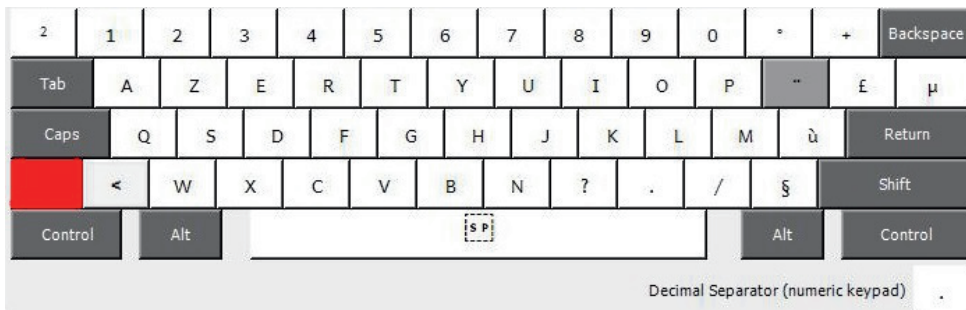 ² 1 2 3 4 5 6 7 8 9 0 ° + Backspace
Tab A Z E R T Y U I O P ¨ £ µ
Caps Q S D F G H J K L M ù Return
< W X C V B N ? . / § Shift
Control Alt SP Alt Control
Decimal Separator (numeric keypad) .